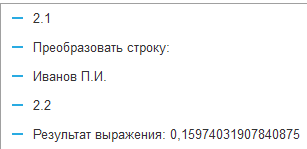 2.1
Преобразовать строку:
Иванов П.И.
2.2
Результат выражения: 0,15974031907840875